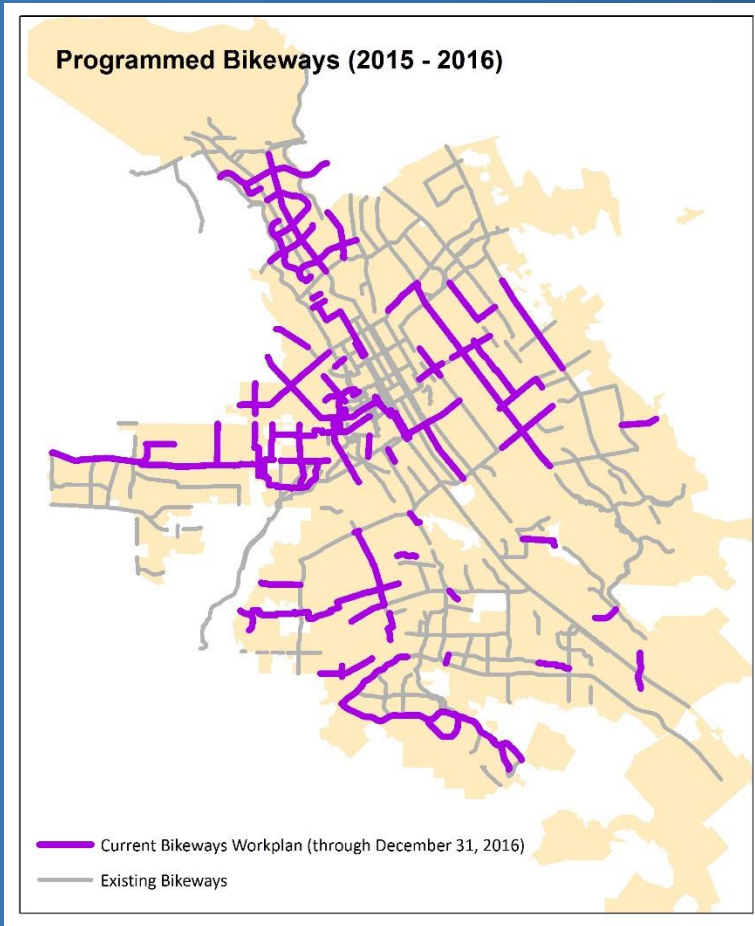 Programmed Bikeways (2015 - 2016)
Current Bikeways Workplan (through December 31, 2016)
Existing Bikeways